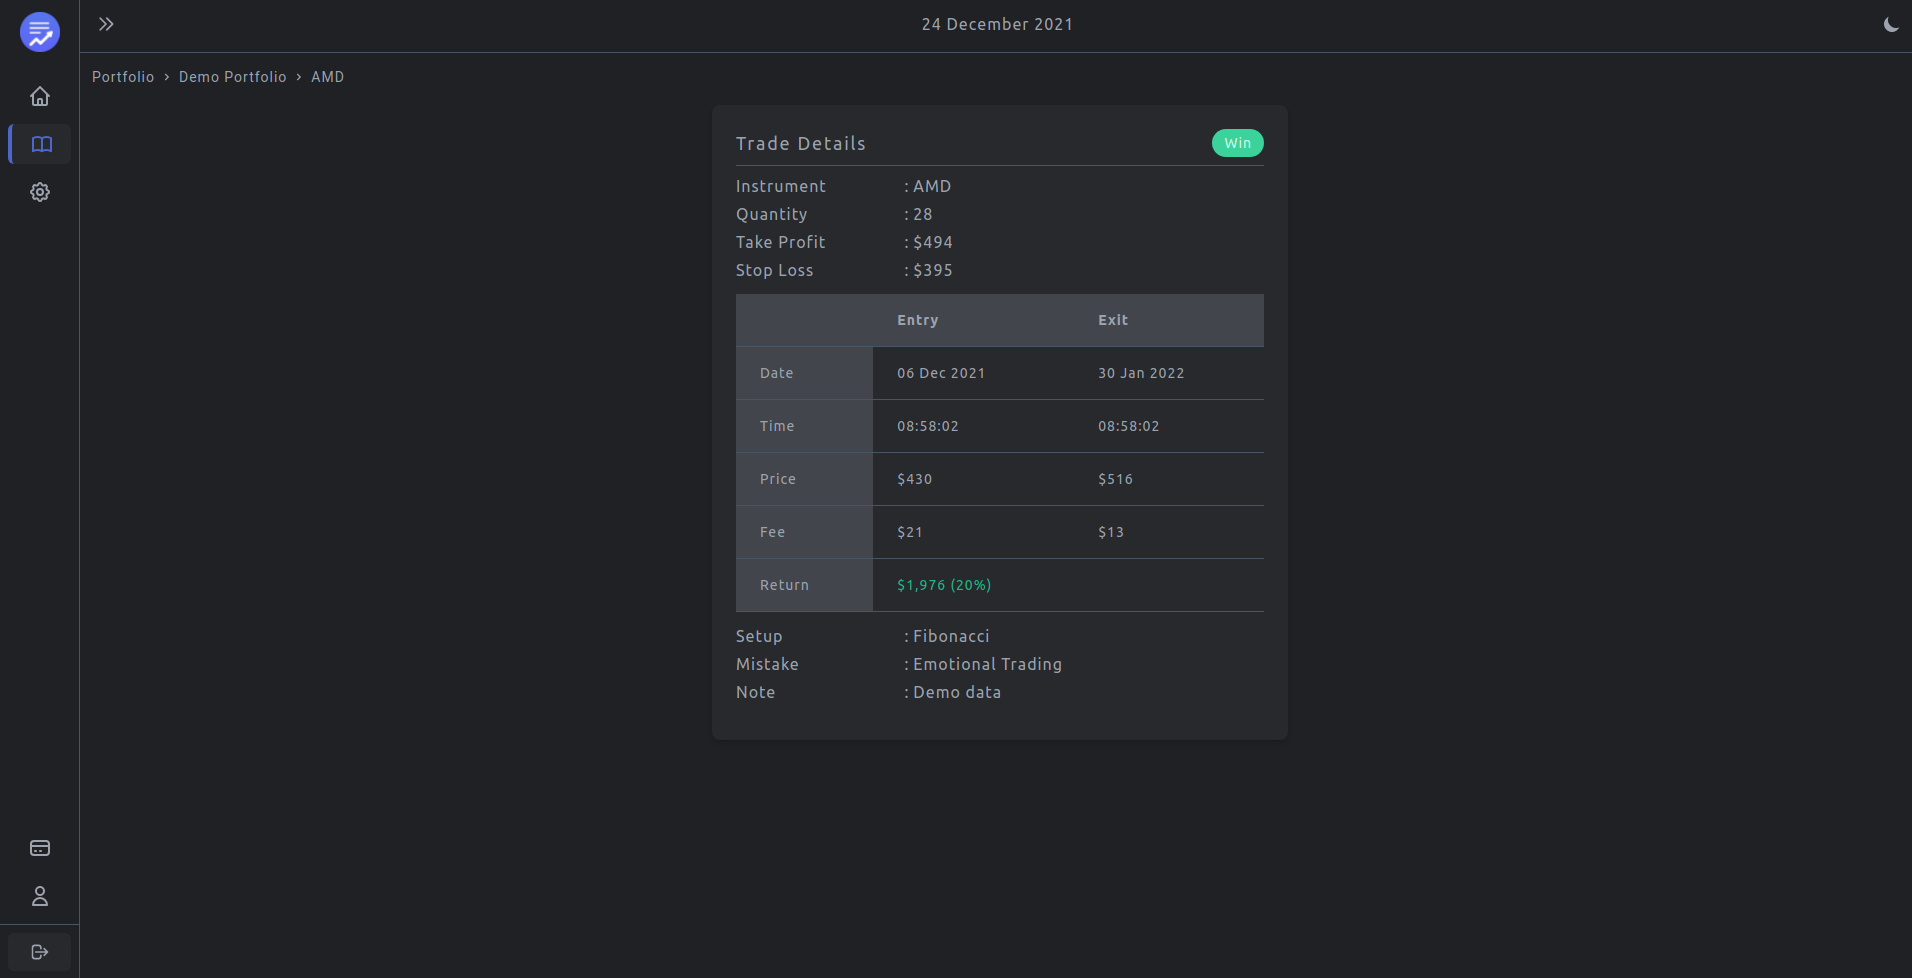 24 December 2021
Portfolio > Demo Portfolio > AMD
Trade Details Win
Instrument : AMD
Quantity : 28
Take Profit : $494
Stop Loss : $395
Entry Exit
Date 06 Dec 2021 30 Jan 2022
Time 08:58:02 08:58:02
Price $430 $516
Fee $21 $13
Return $1,976 (20%)
Setup : Fibonacci
Mistake : Emotional Trading
Note : Demo data